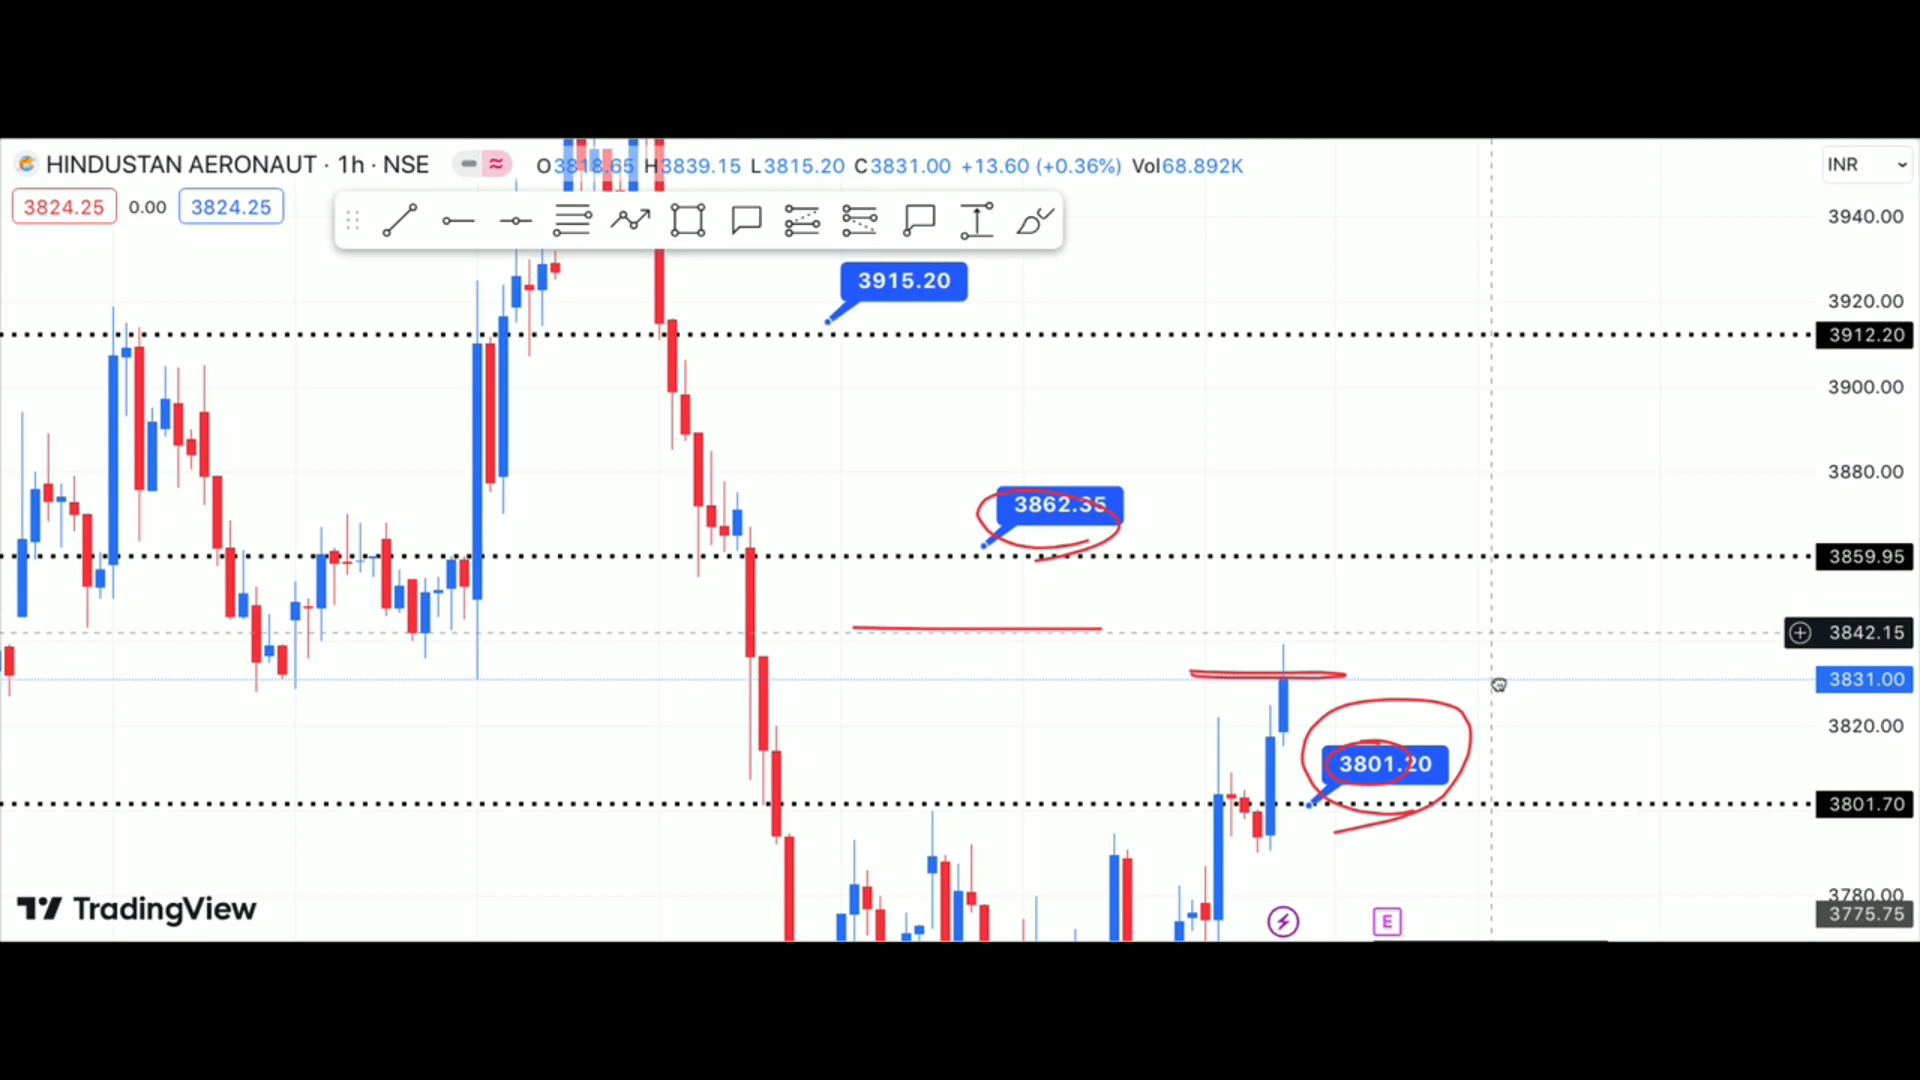 HINDUSTAN AERONAUT · 1h · NSE
O3818.65 H3839.15 L3815.20 C3831.00 +13.60 (+0.36%) Vol68.892K
INR
3824.25 0.00 3824.25
3940.00
3915.20
3920.00
3912.20
3900.00
3880.00
3862.35
3859.95
3842.15
3831.00
3820.00
3801.20
3801.70
3780.00
3775.75
TradingView
E